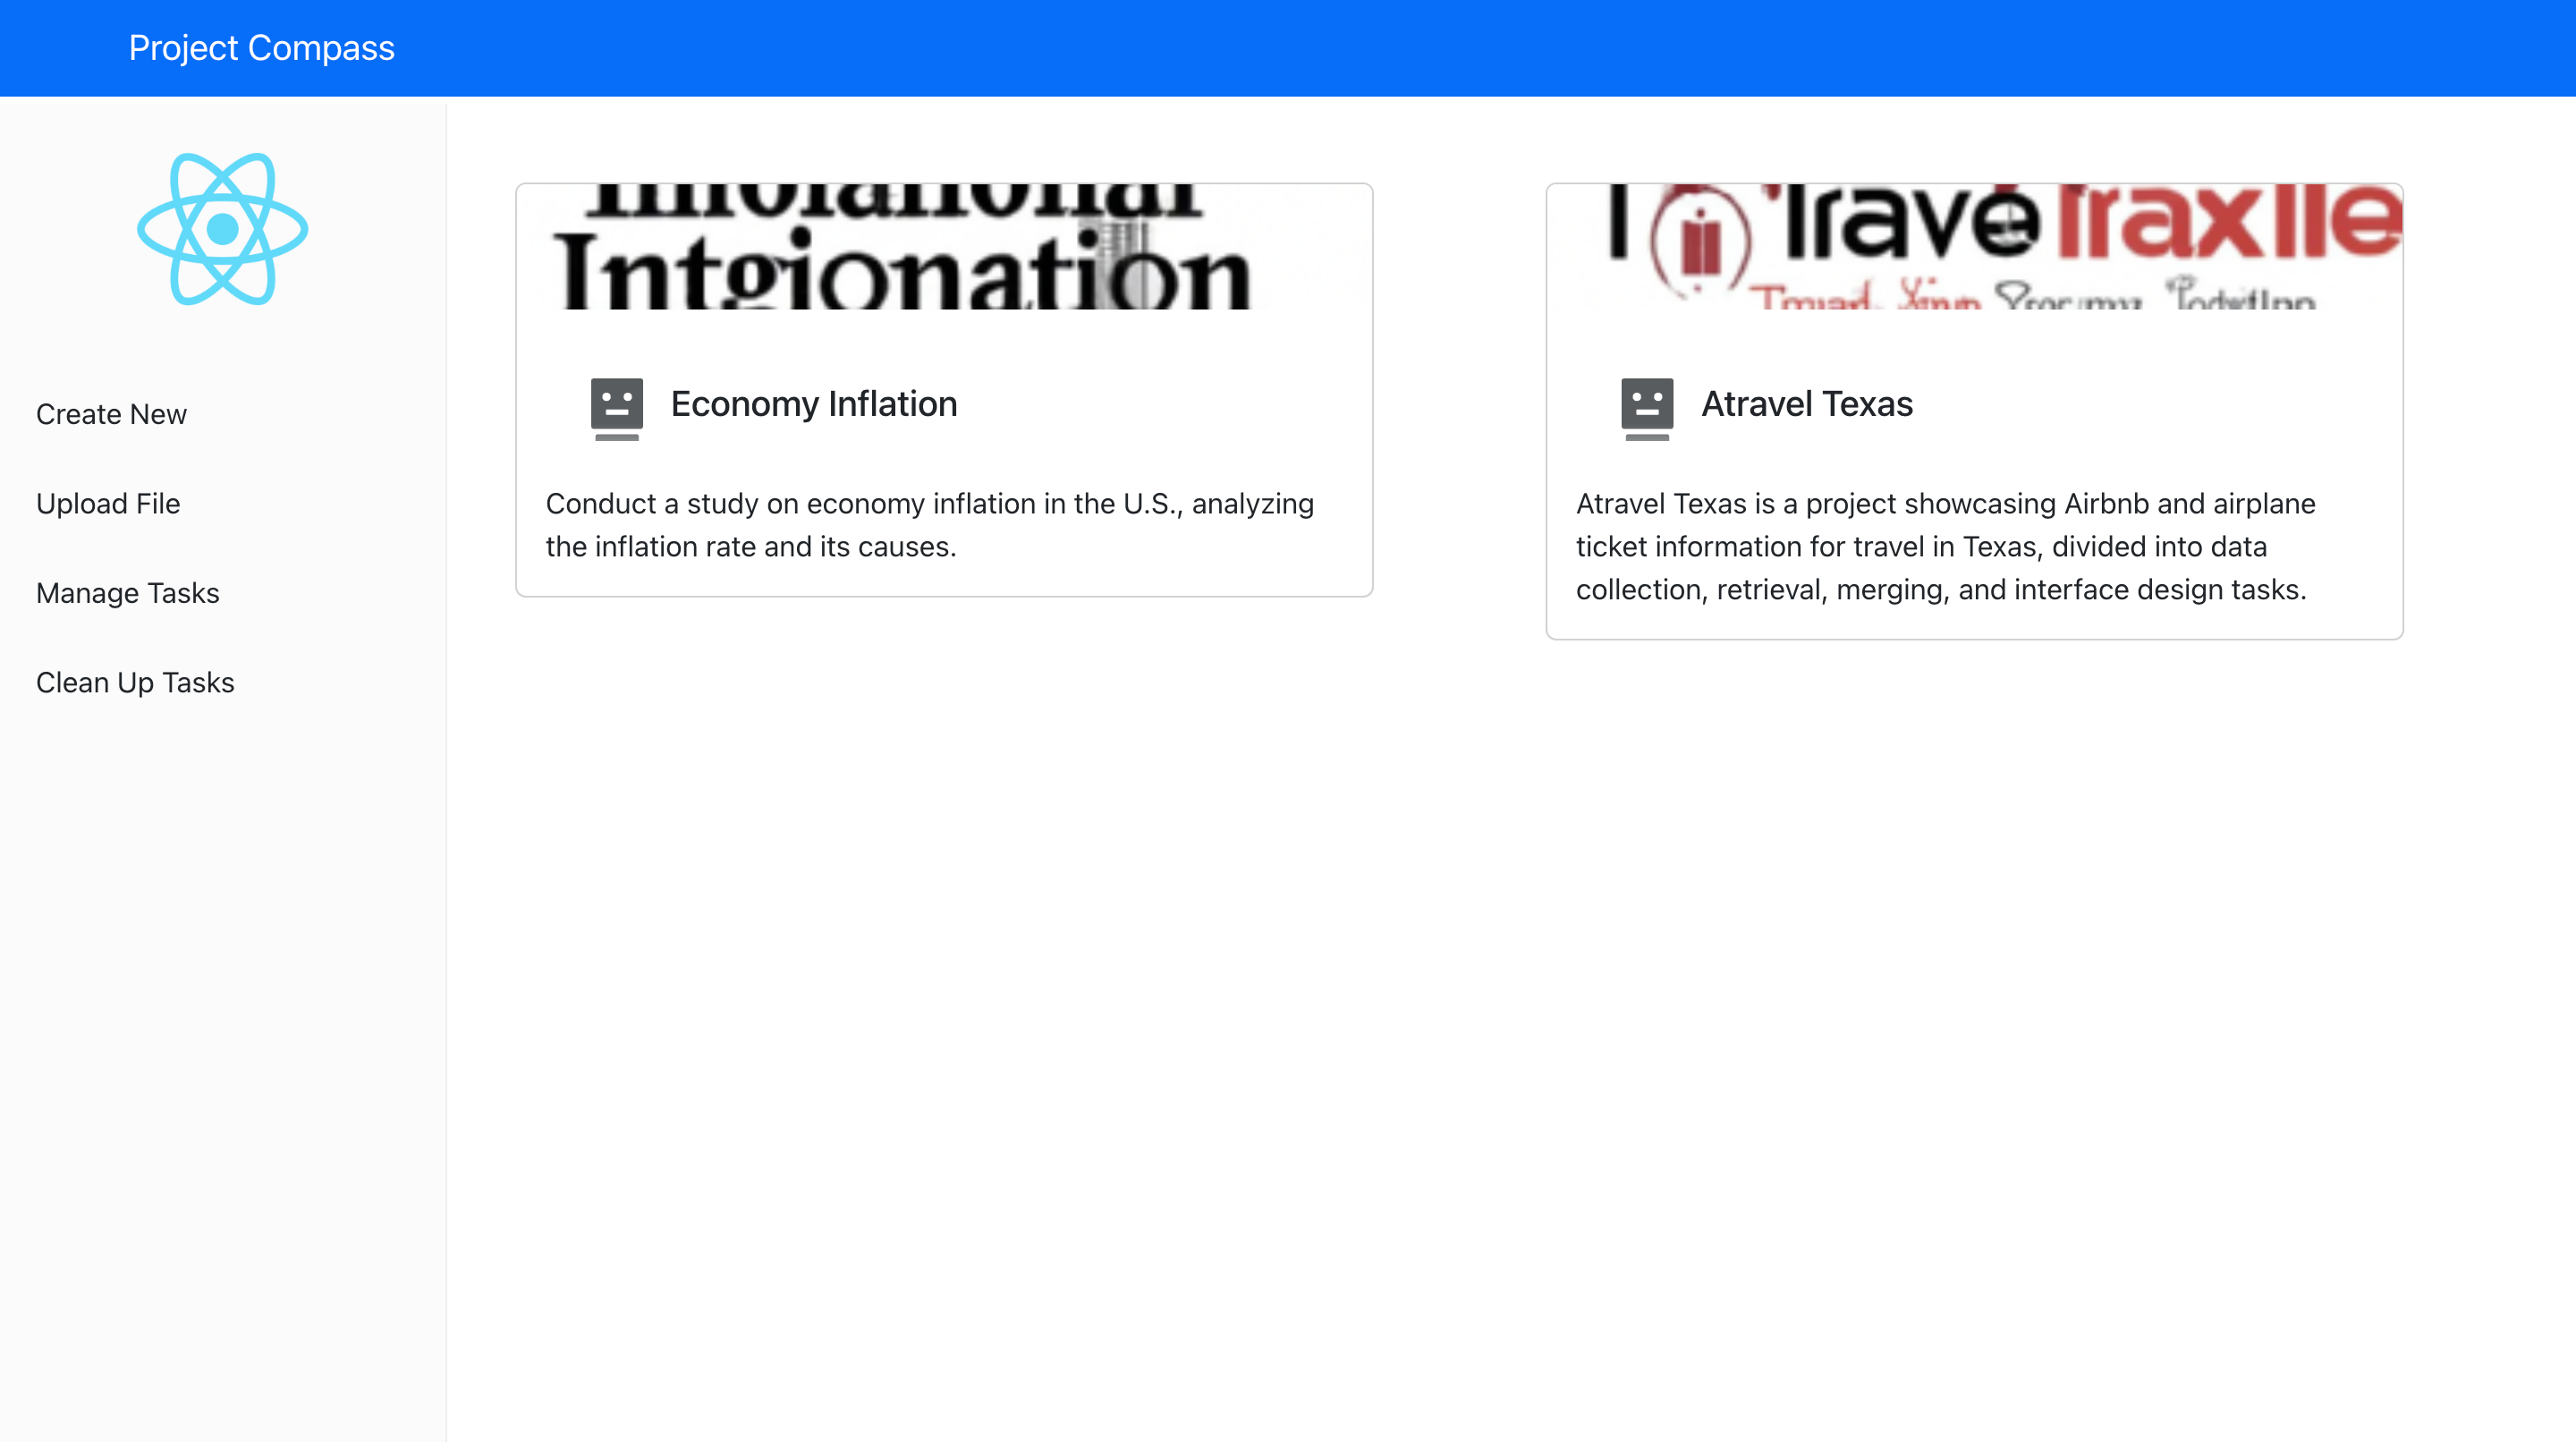 Project Compass
Create New
Upload File
Manage Tasks
Clean Up Tasks
Intgionation
Economy Inflation
Conduct a study on economy inflation in the U.S., analyzing
the inflation rate and its causes.
Trave Traxlle
Atravel Texas
Atravel Texas is a project showcasing Airbnb and airplane
ticket information for travel in Texas, divided into data
collection, retrieval, merging, and interface design tasks.